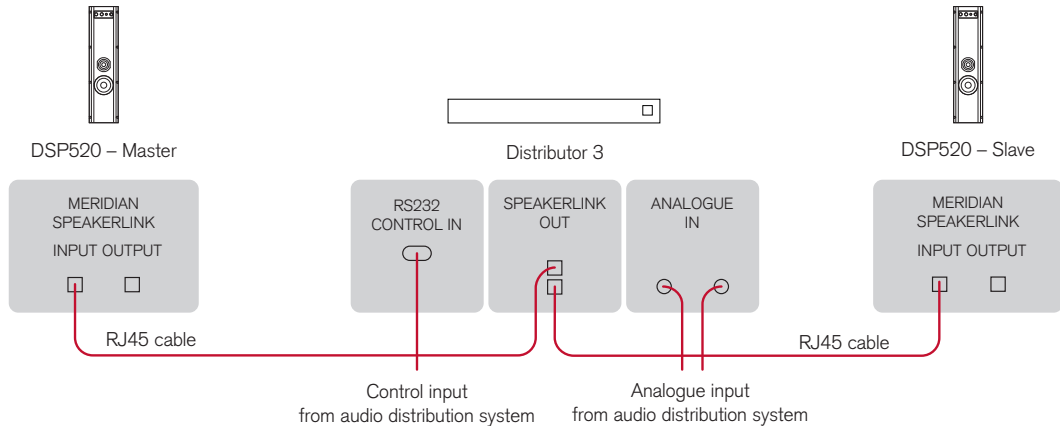 DSP520 – Master
Distributor 3
DSP520 – Slave
MERIDIAN
SPEAKERLINK
INPUT OUTPUT
RS232
CONTROL IN
SPEAKERLINK
OUT
ANALOGUE
IN
MERIDIAN
SPEAKERLINK
INPUT OUTPUT
RJ45 cable
RJ45 cable
Control input
from audio distribution system
Analogue input
from audio distribution system